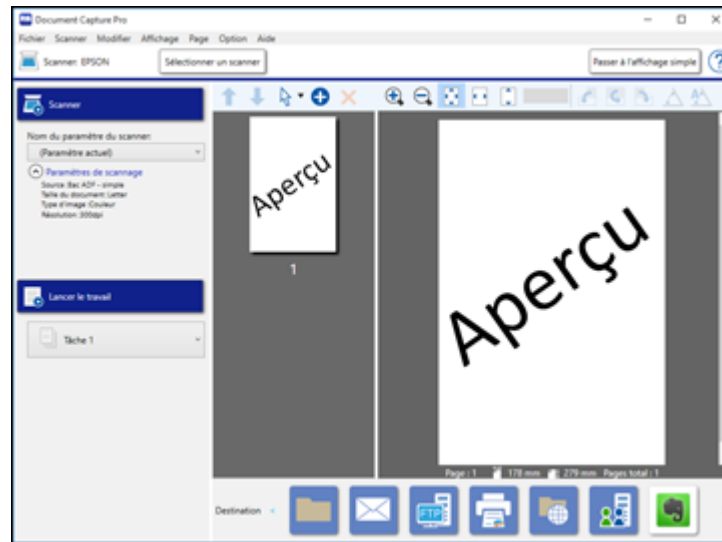 Document Capture Pro
Fichier Scanner Modifier Affichage Page Option Aide
Scanner: EPSON
Sélectionner un scanner
Passer à l'affichage simple
?
Scanner
Nom du paramètre du scanner:
(Paramètre actuel)
Paramètres de scannage
Source: Bac ADF - simple
Taille du document: Letter
Type d'image: Couleur
Résolution: 300dpi
Lancer le travail
Tâche 1
Aperçu
1
Aperçu
Page : 1 178 mm 279 mm Pages total : 1
Destination
FTP